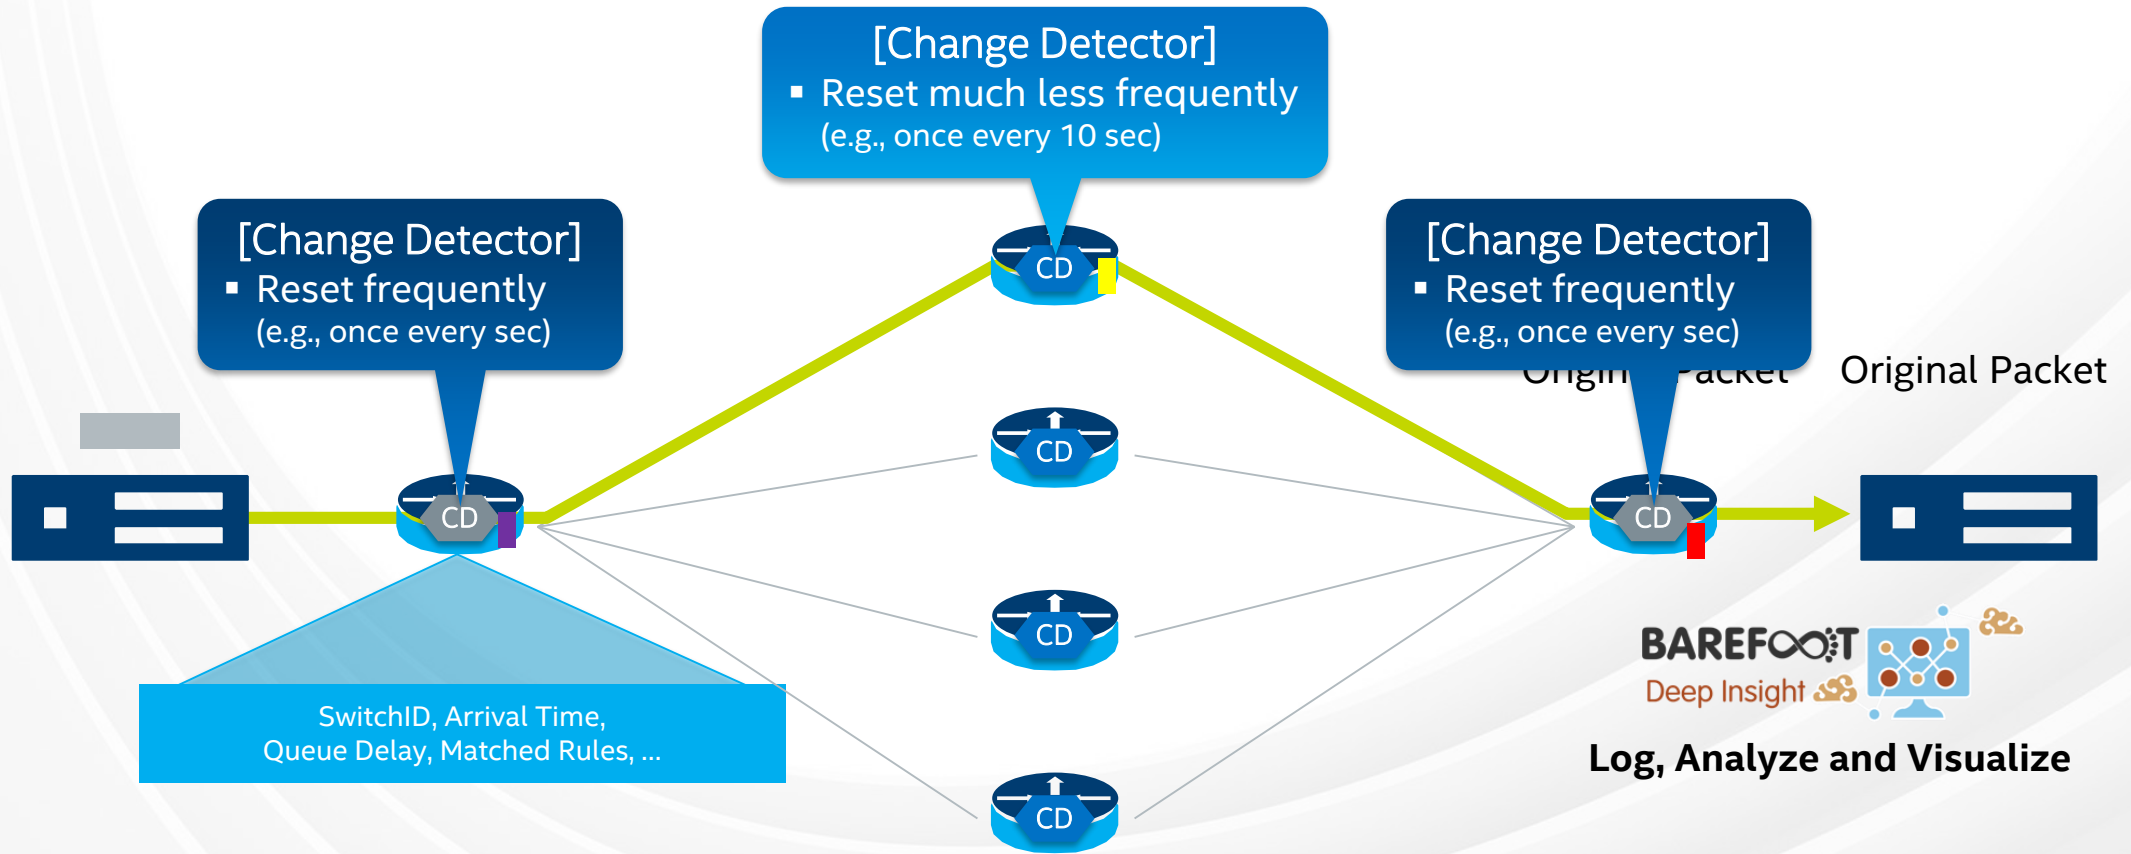 [Change Detector]
▪ Reset much less frequently
(e.g., once every 10 sec)
[Change Detector]
▪ Reset frequently
(e.g., once every sec)
[Change Detector]
▪ Reset frequently
(e.g., once every sec)
Original Packet
Original Packet
CD
CD
CD
CD
CD
CD
SwitchID, Arrival Time,
Queue Delay, Matched Rules, ...
BAREFOOT
Deep Insight
Log, Analyze and Visualize